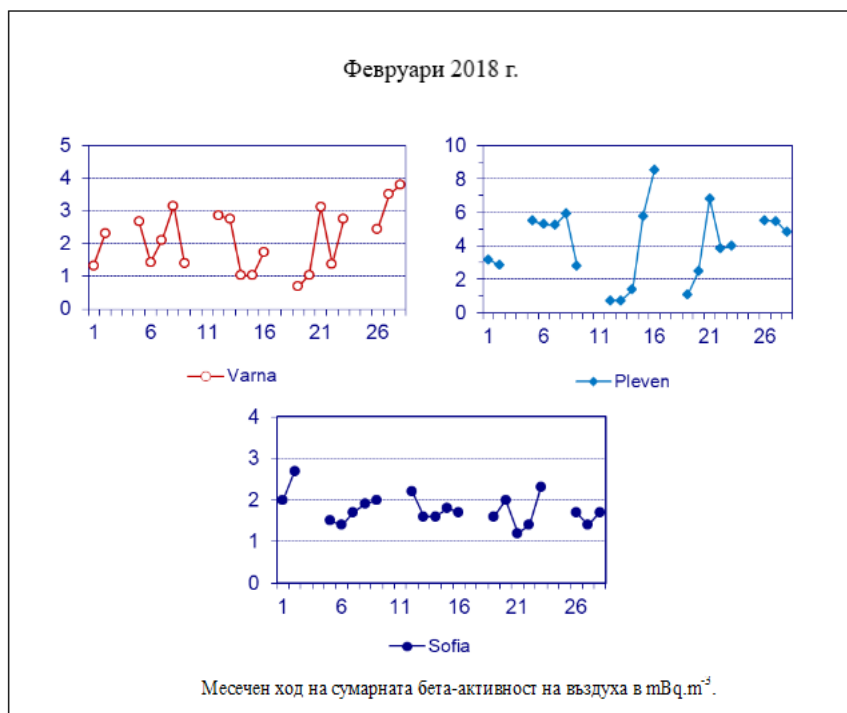 Февруари 2018 г.
5
4
3
2
1
0
1 6 11 16 21 26
Varna
10
8
6
4
2
0
1 6 11 16 21 26
Pleven
4
3
2
1
0
1 6 11 16 21 26
Sofia
Месечен ход на сумарната бета-активност на въздуха в mBq.m⁻³.